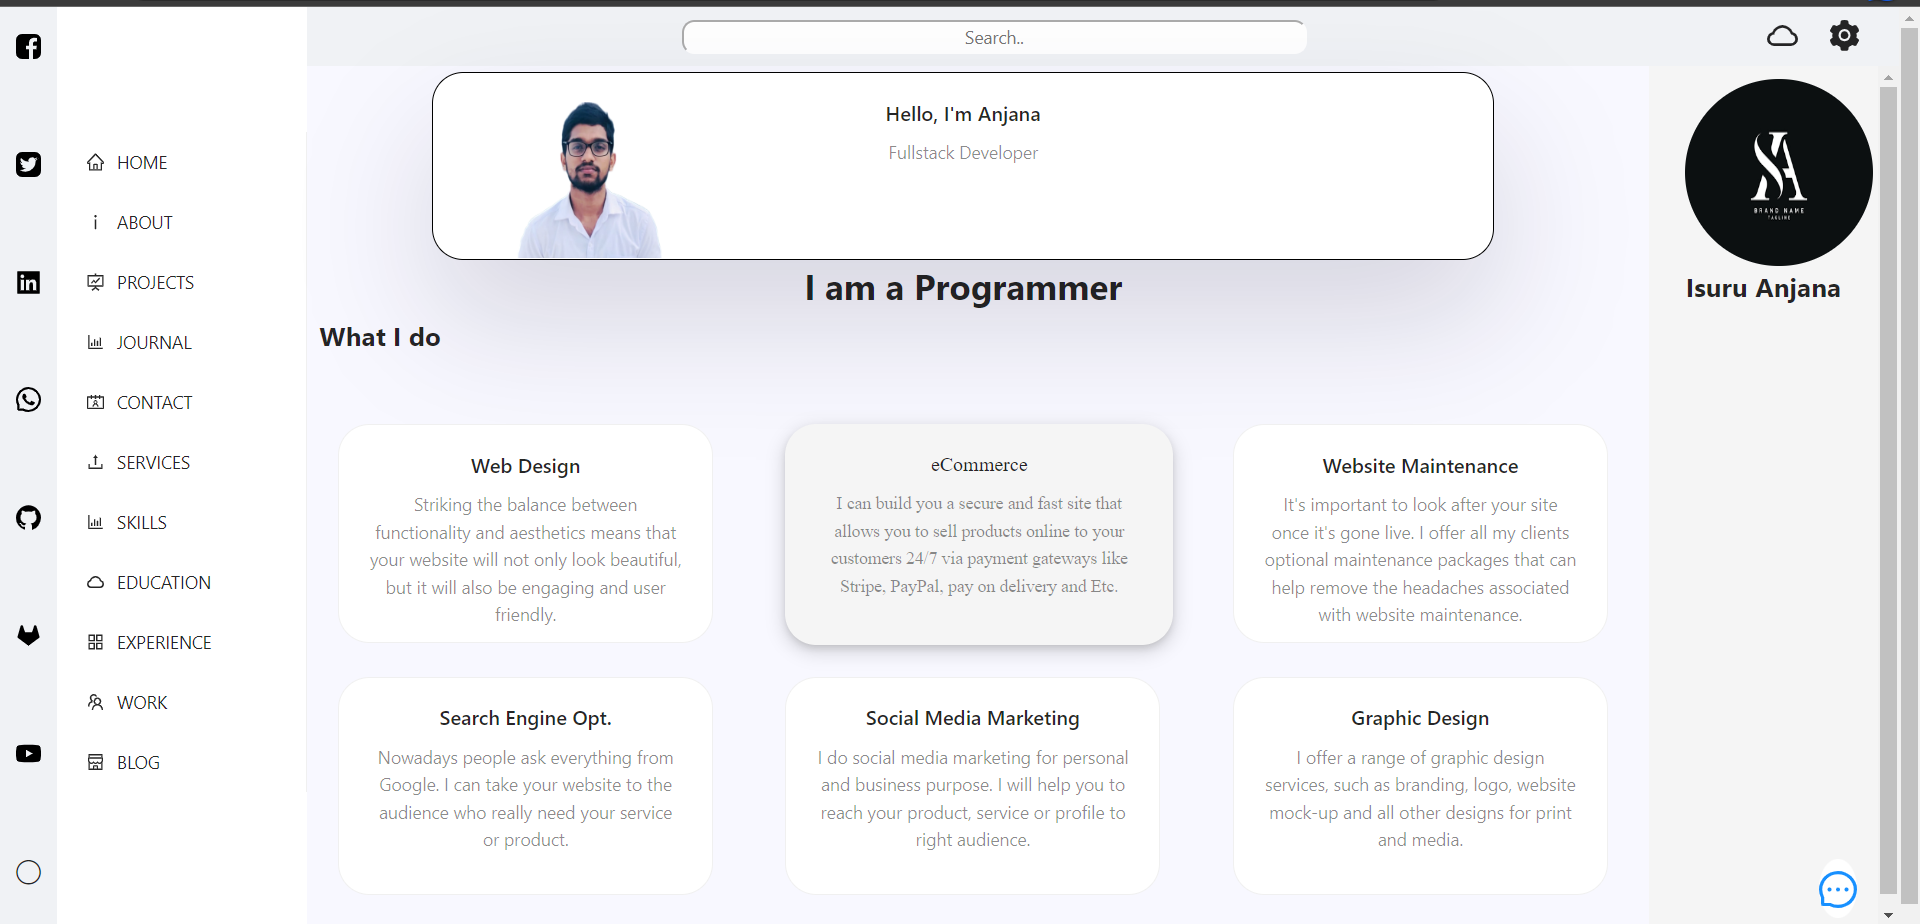 Search..
HOME
ABOUT
PROJECTS
JOURNAL
CONTACT
SERVICES
SKILLS
EDUCATION
EXPERIENCE
WORK
BLOG
Hello, I'm Anjana
Fullstack Developer
I am a Programmer
What I do
Web Design
Striking the balance between
functionality and aesthetics means that
your website will not only look beautiful,
but it will also be engaging and user
friendly.
eCommerce
I can build you a secure and fast site that
allows you to sell products online to your
customers 24/7 via payment gateways like
Stripe, PayPal, pay on delivery and Etc.
Website Maintenance
It's important to look after your site
once it's gone live. I offer all my clients
optional maintenance packages that can
help remove the headaches associated
with website maintenance.
Search Engine Opt.
Nowadays people ask everything from
Google. I can take your website to the
audience who really need your service
or product.
Social Media Marketing
I do social media marketing for personal
and business purpose. I will help you to
reach your product, service or profile to
right audience.
Graphic Design
I offer a range of graphic design
services, such as branding, logo, website
mock-up and all other designs for print
and media.
BRAND NAME
TAGLINE
Isuru Anjana